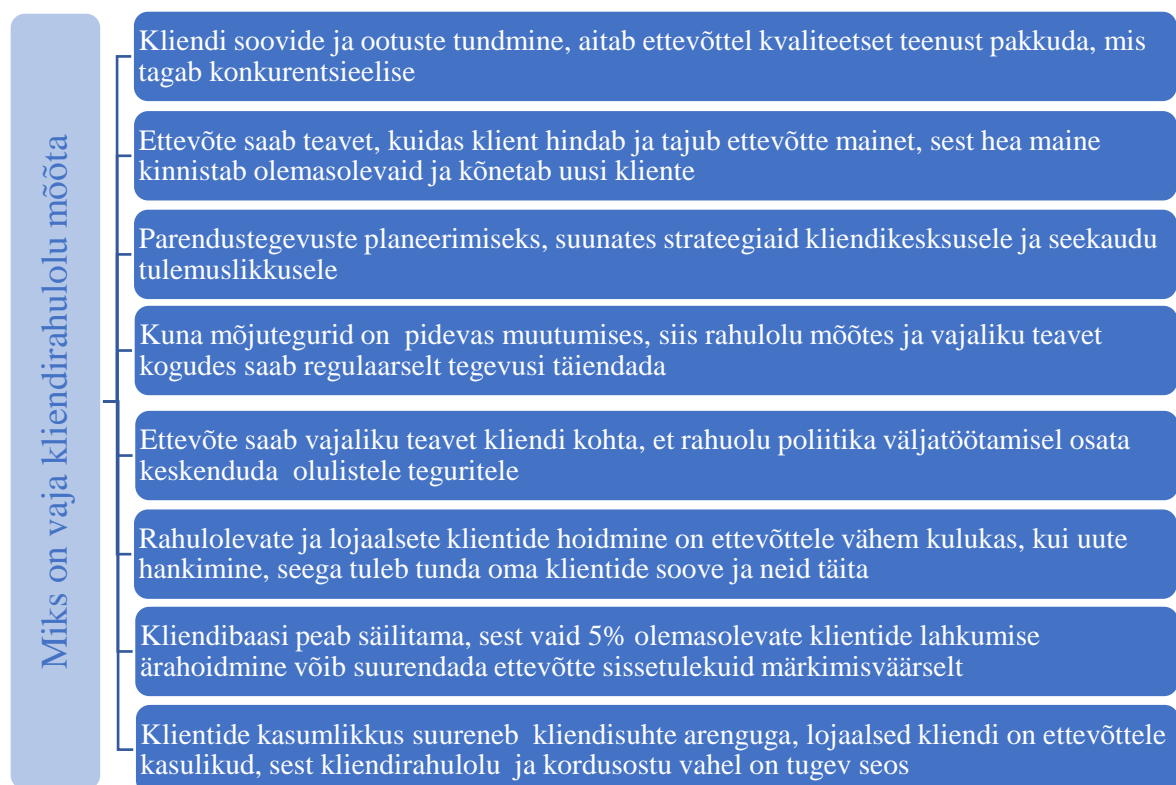 Miks on vaja kliendirahulolu mõõta
Kliendi soovide ja ootuste tundmine, aitab ettevõttel kvaliteetset teenust pakkuda, mis
tagab konkurentsieelise
Ettevõte saab teavet, kuidas klient hindab ja tajub ettevõtte mainet, sest hea maine
kinnistab olemasolevaid ja kõnetab uusi kliente
Parendustegevuste planeerimiseks, suunates strateegiaid kliendikesksusele ja seekaudu
tulemuslikkusele
Kuna mõjutegurid on pidevas muutumises, siis rahulolu mõõtes ja vajaliku teavet
kogudes saab regulaarselt tegevusi täiendada
Ettevõte saab vajaliku teavet kliendi kohta, et rahuolu poliitika väljatöötamisel osata
keskenduda olulistele teguritele
Rahulolevate ja lojaalsete klientide hoidmine on ettevõttele vähem kulukas, kui uute
hankimine, seega tuleb tunda oma klientide soove ja neid täita
Kliendibaasi peab säilitama, sest vaid 5% olemasolevate klientide lahkumise
ärahoidmine võib suurendada ettevõtte sissetulekuid märkimisväärselt
Klientide kasumlikkus suureneb kliendisuhte arenguga, lojaalsed kliendi on ettevõttele
kasulikud, sest kliendirahulolu ja kordusostu vahel on tugev seos